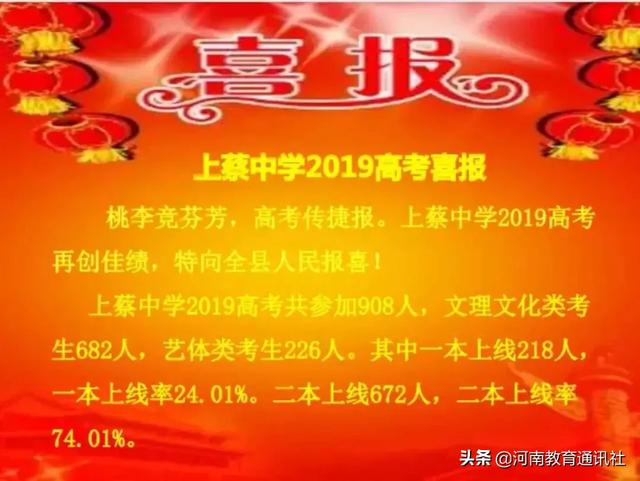 喜报
上蔡中学2019高考喜报
桃李竞芬芳，高考传捷报。上蔡中学2019高考
再创佳绩，特向全县人民报喜！
上蔡中学2019高考共参加908人，文理文化类考
生682人，艺体类考生226人。其中一本上线218人，
一本上线率24.01%。二本上线672人，二本上线率
74.01%。
头条 @河南教育通讯社